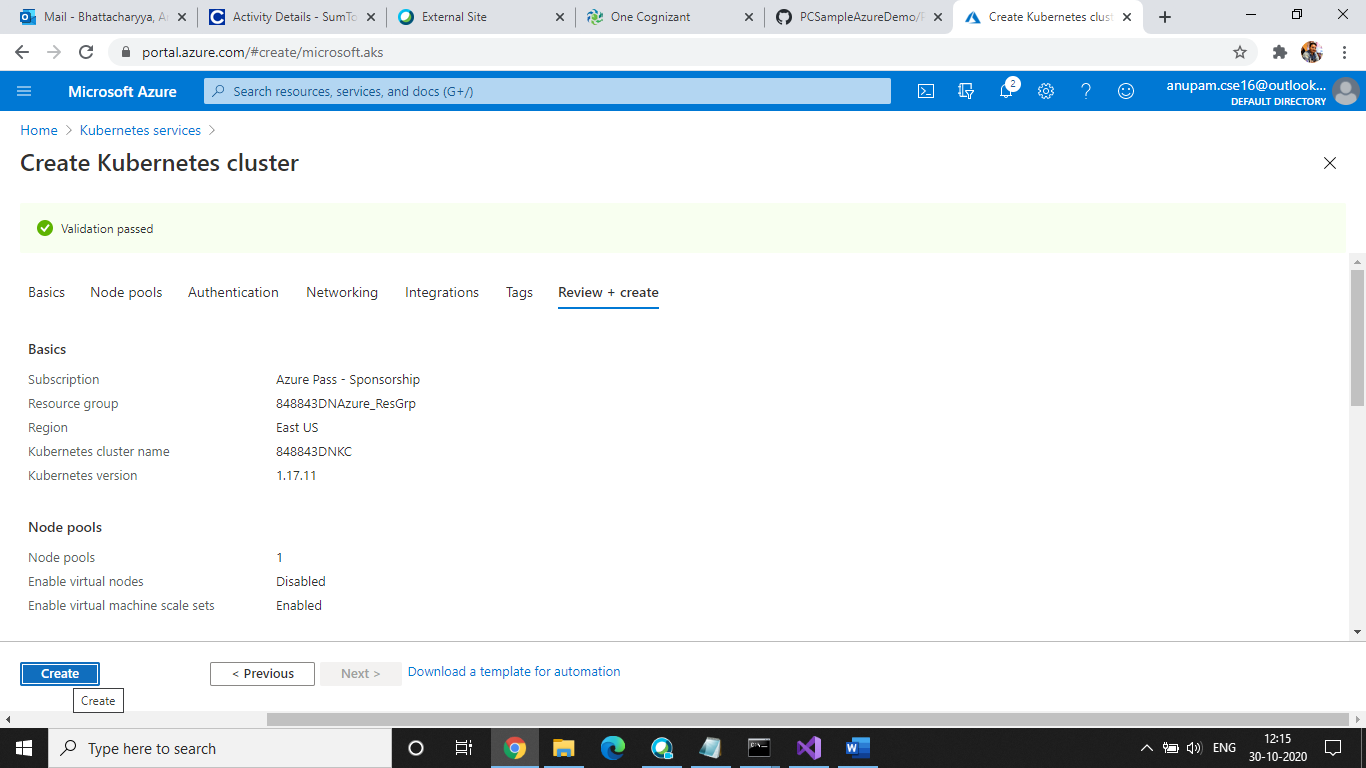 Mail - Bhattacharyya, A
Activity Details - SumTo
External Site
One Cognizant
PCSampleAzureDemo/
Create Kubernetes clust
portal.azure.com/#create/microsoft.aks
Microsoft Azure
Search resources, services, and docs (G+/)
2
anupam.cse16@outlook...
DEFAULT DIRECTORY
Home > Kubernetes services >
Create Kubernetes cluster
Validation passed
Basics
Node pools
Authentication
Networking
Integrations
Tags
Review + create
Basics
Subscription Azure Pass - Sponsorship
Resource group 848843DNAzure_ResGrp
Region East US
Kubernetes cluster name 848843DNKC
Kubernetes version 1.17.11
Node pools
Node pools 1
Enable virtual nodes Disabled
Enable virtual machine scale sets Enabled
Create
< Previous
Next >
Download a template for automation
Create
Type here to search
ENG
12:15
30-10-2020